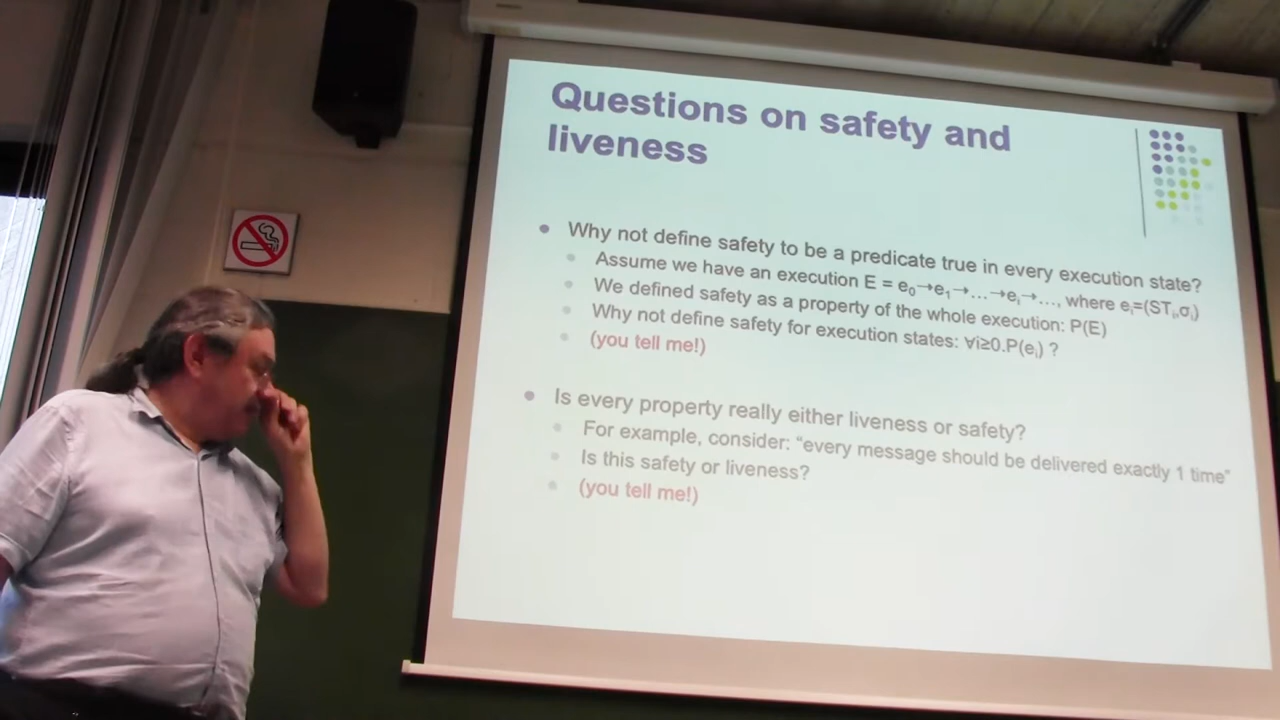 Questions on safety and
liveness
Why not define safety to be a predicate true in every execution state?
Assume we have an execution E = e₀→e₁→…→eᵢ→…, where eᵢ=(STᵢ,σᵢ)
We defined safety as a property of the whole execution: P(E)
Why not define safety for execution states: ∀i≥0.P(eᵢ) ?
(you tell me!)
Is every property really either liveness or safety?
For example, consider: “every message should be delivered exactly 1 time”
Is this safety or liveness?
(you tell me!)